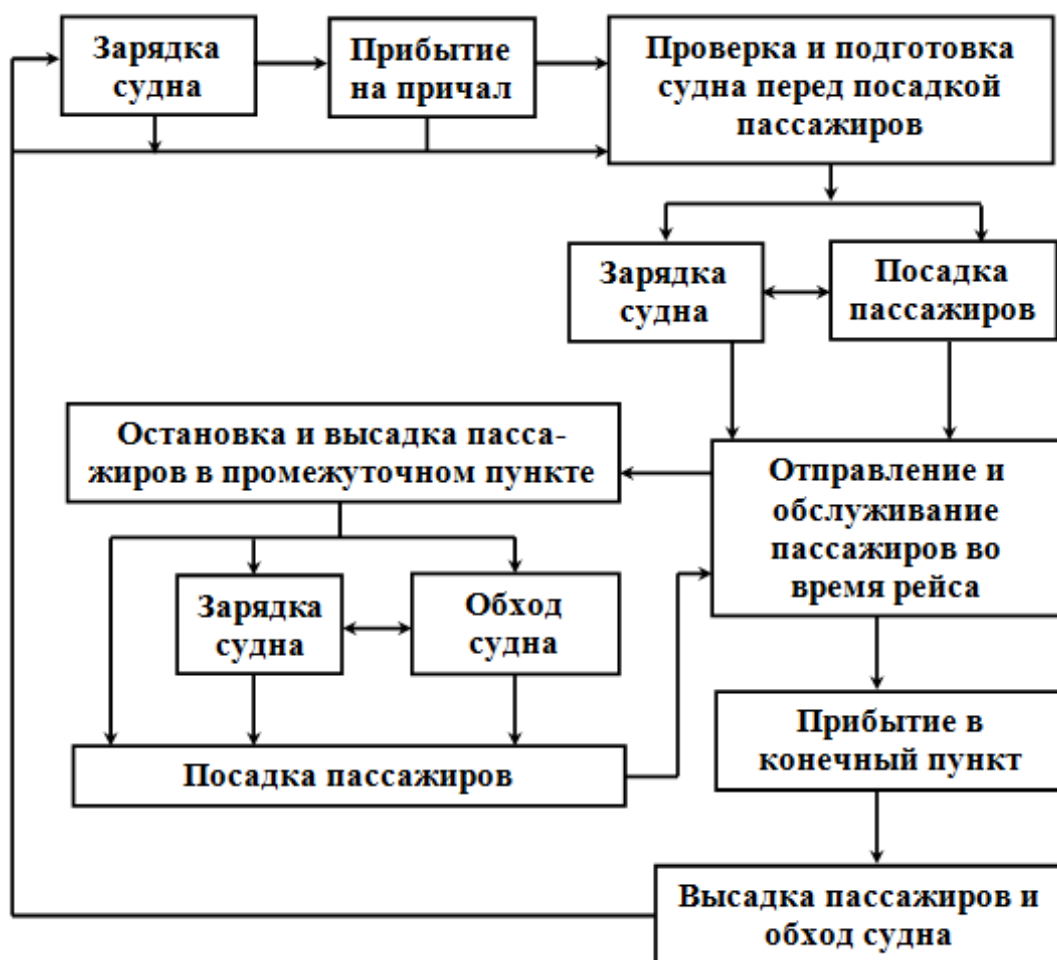 Зарядка
судна
Прибытие
на причал
Проверка и подготовка
судна перед посадкой
пассажиров
Зарядка
судна
Посадка
пассажиров
Остановка и высадка пасса-
жиров в промежуточном пункте
Отправление и
обслуживание
пассажиров во
время рейса
Зарядка
судна
Обход
судна
Посадка пассажиров
Прибытие в
конечный пункт
Высадка пассажиров и
обход судна